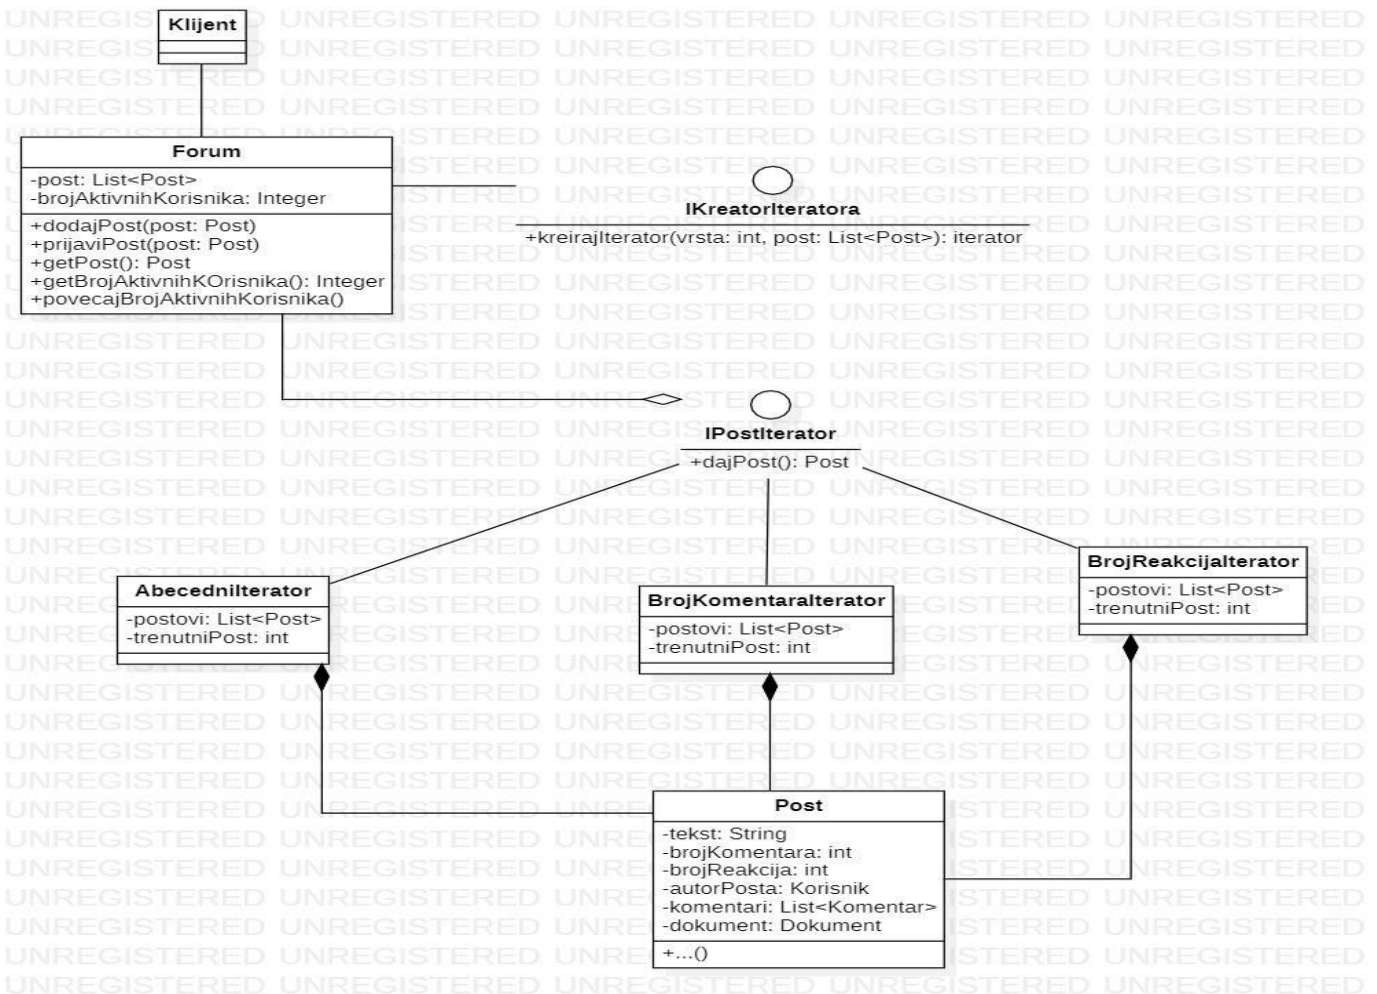 Klijent
Forum
-post: List<Post>
-brojAktivnihKorisnika: Integer
+dodajPost(post: Post)
+prijaviPost(post: Post)
+getPost(): Post
+getBrojAktivnihKOrisnika(): Integer
+povecajBrojAktivnihKorisnika()
IKreatorIteratora
+kreirajIterator(vrsta: int, post: List<Post>): iterator
IPostIterator
+dajPost(): Post
AbecedniIterator
-postovi: List<Post>
-trenutniPost: int
BrojKomentaraIterator
-postovi: List<Post>
-trenutniPost: int
BrojReakcijaIterator
-postovi: List<Post>
-trenutniPost: int
Post
-tekst: String
-brojKomentara: int
-brojReakcija: int
-autorPosta: Korisnik
-komentari: List<Komentar>
-dokument: Dokument
+...()
UNREGISTERED